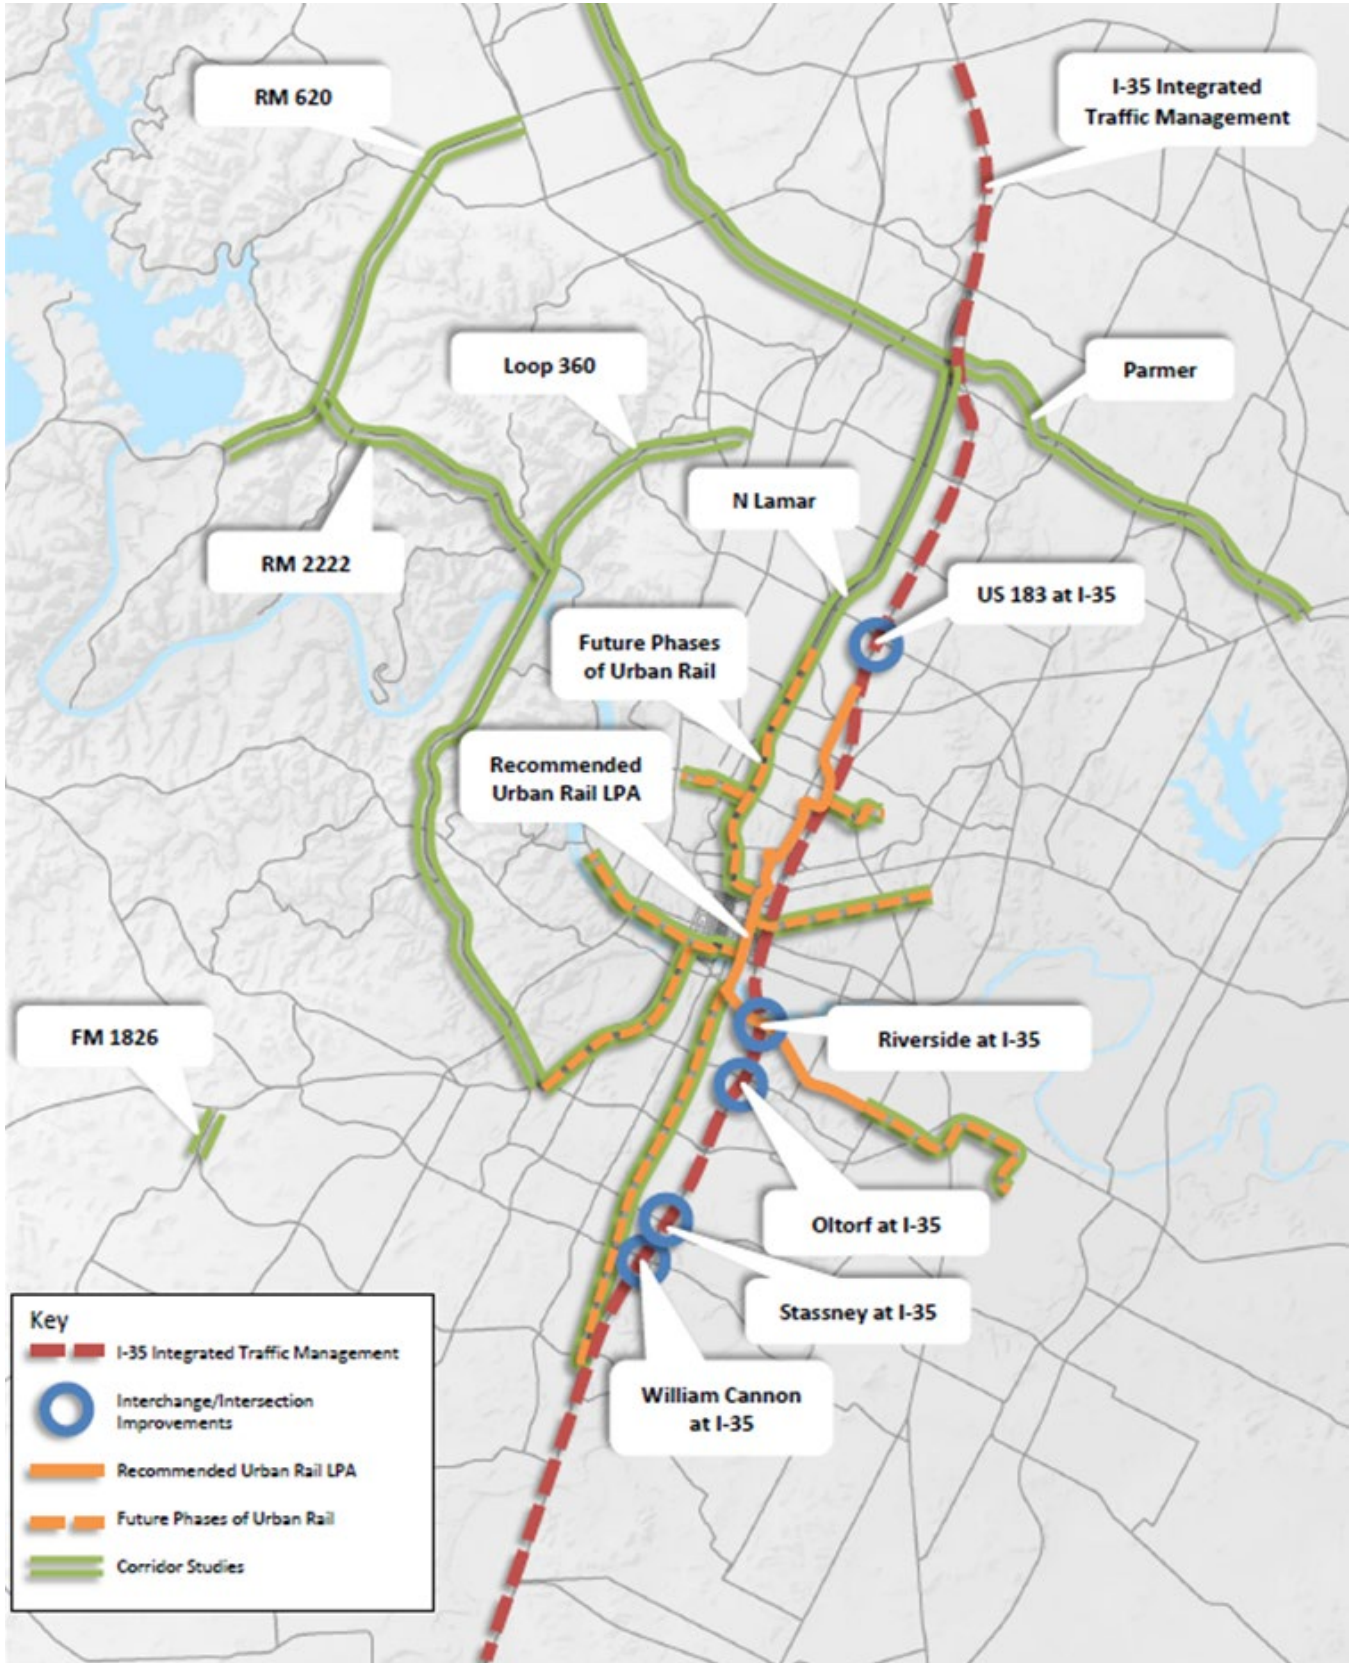 RM 620
I-35 Integrated
Traffic Management
Loop 360
Parmer
N Lamar
RM 2222
US 183 at I-35
Future Phases
of Urban Rail
Recommended
Urban Rail LPA
FM 1826
Riverside at I-35
Oltorf at I-35
Stassney at I-35
William Cannon
at I-35
Key
I-35 Integrated Traffic Management
Interchange/Intersection
Improvements
Recommended Urban Rail LPA
Future Phases of Urban Rail
Corridor Studies